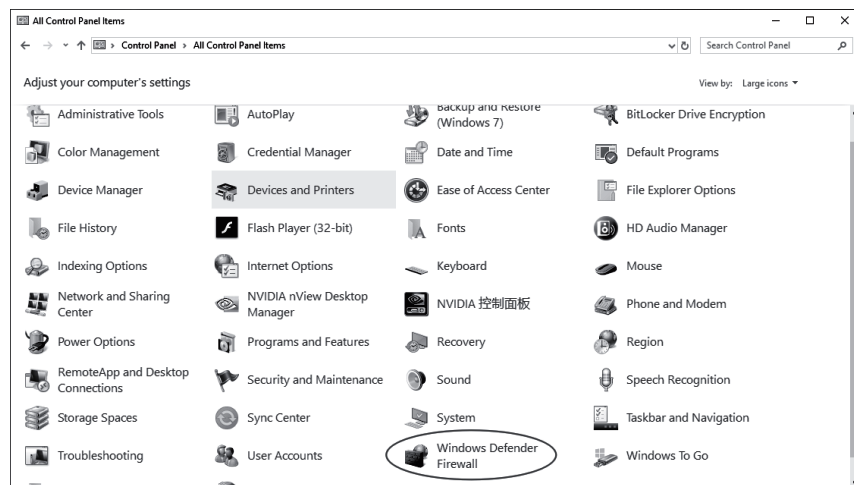 All Control Panel Items
Control Panel > All Control Panel Items
Search Control Panel
Adjust your computer's settings
View by: Large icons
Administrative Tools
AutoPlay
Backup and Restore
(Windows 7)
BitLocker Drive Encryption
Color Management
Credential Manager
Date and Time
Default Programs
Device Manager
Devices and Printers
Ease of Access Center
File Explorer Options
File History
Flash Player (32-bit)
Fonts
HD Audio Manager
Indexing Options
Internet Options
Keyboard
Mouse
Network and Sharing
Center
NVIDIA nView Desktop
Manager
NVIDIA 控制面板
Phone and Modem
Power Options
Programs and Features
Recovery
Region
RemoteApp and Desktop
Connections
Security and Maintenance
Sound
Speech Recognition
Storage Spaces
Sync Center
System
Taskbar and Navigation
Troubleshooting
User Accounts
Windows Defender
Firewall
Windows To Go